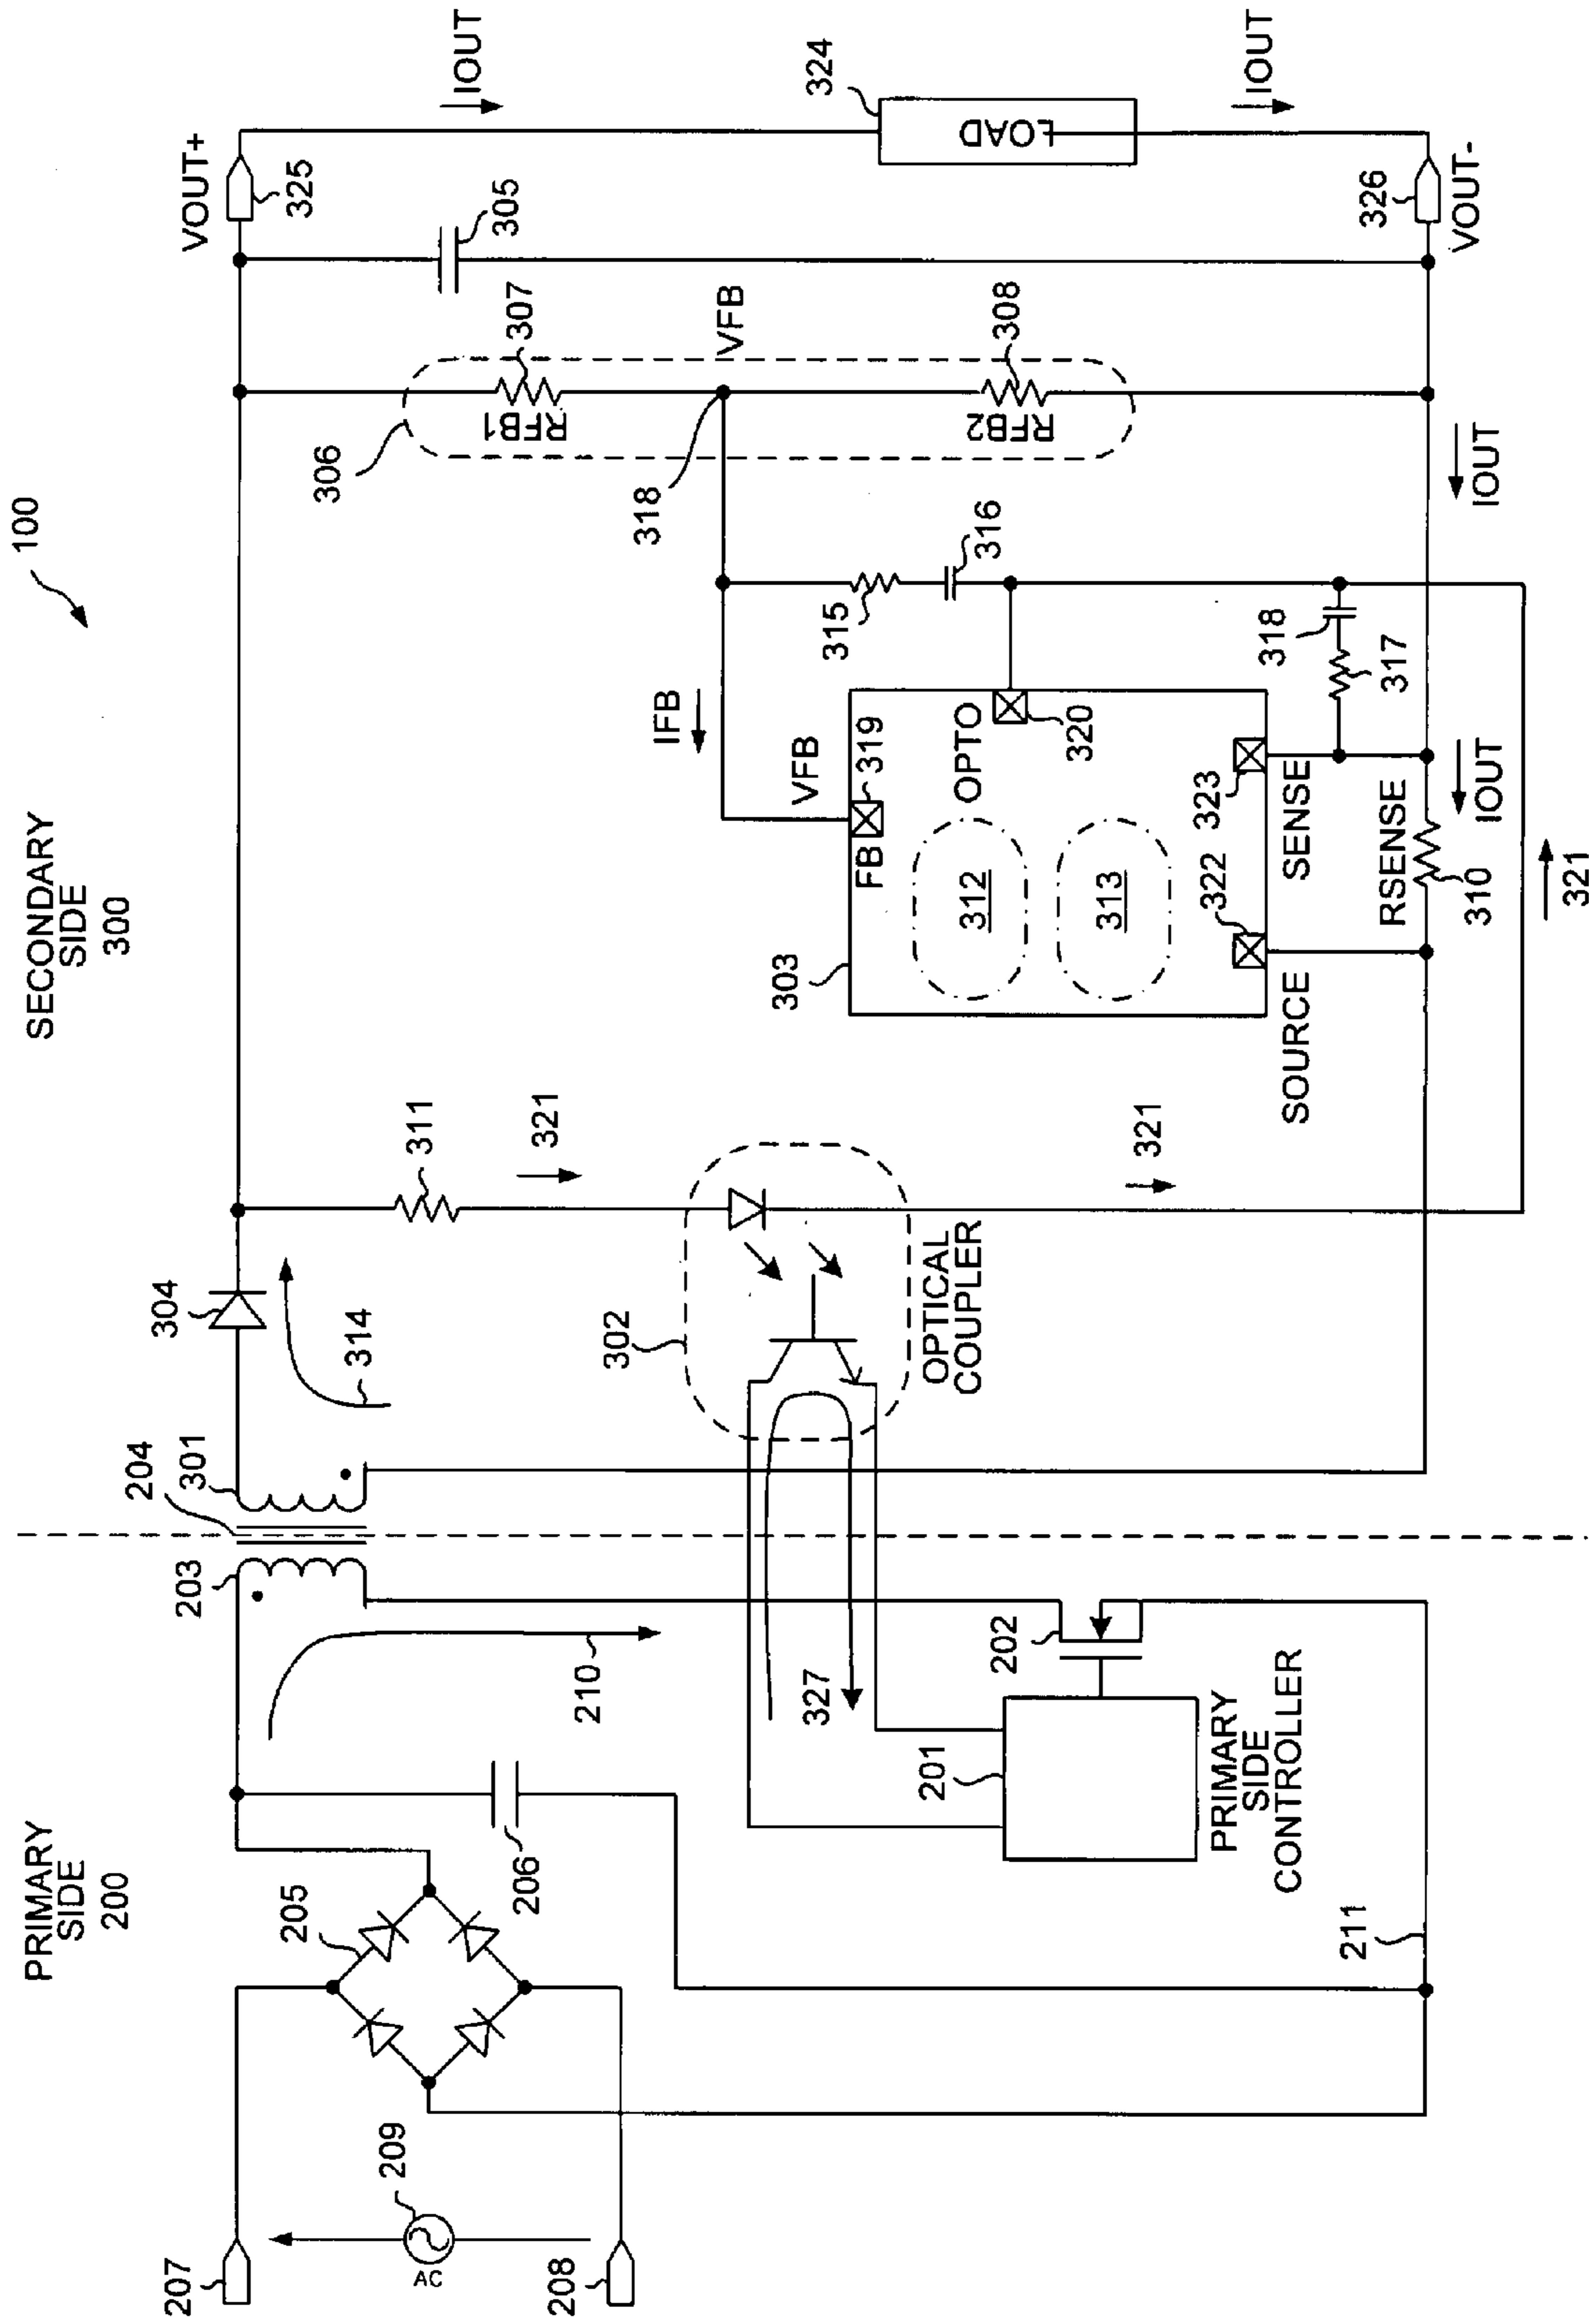 100
PRIMARY
SIDE
200
SECONDARY
SIDE
300
207
208
209
AC
205
206
210
203
204
301
304
314
211
201
PRIMARY
SIDE
CONTROLLER
202
327
302
OPTICAL
COUPLER
311
321
321
321
303
312
313
FB
319
VFB
IFB
OPTO
320
SOURCE
322
SENSE
323
RSENSE
310
IOUT
315
316
317
318
318
306
RFB1
307
VFB
RFB2
308
305
IOUT
VOUT+
325
IOUT
LOAD
324
IOUT
326
VOUT-